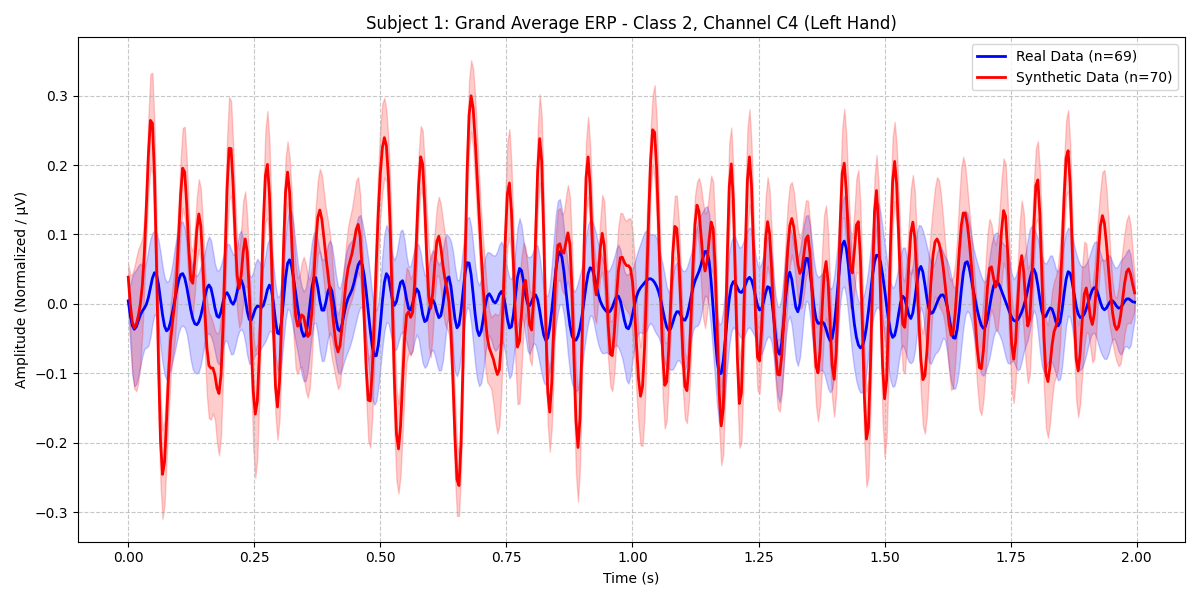 Subject 1: Grand Average ERP - Class 2, Channel C4 (Left Hand)
Real Data (n=69)
Synthetic Data (n=70)
Amplitude (Normalized / µV)
0.3
0.2
0.1
0.0
−0.1
−0.2
−0.3
0.00 0.25 0.50 0.75 1.00 1.25 1.50 1.75 2.00
Time (s)